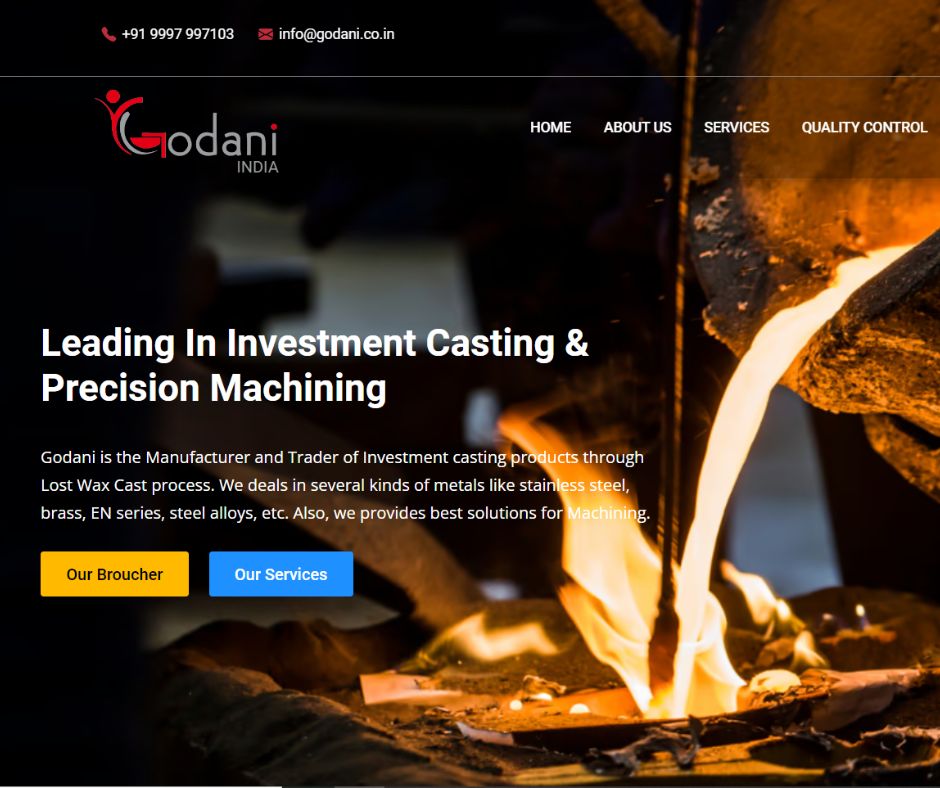 +91 9997 997103 info@godani.co.in
Godani
INDIA
HOME ABOUT US SERVICES QUALITY CONTROL
Leading In Investment Casting &
Precision Machining
Godani is the Manufacturer and Trader of Investment casting products through
Lost Wax Cast process. We deals in several kinds of metals like stainless steel,
brass, EN series, steel alloys, etc. Also, we provides best solutions for Machining.
Our Broucher Our Services